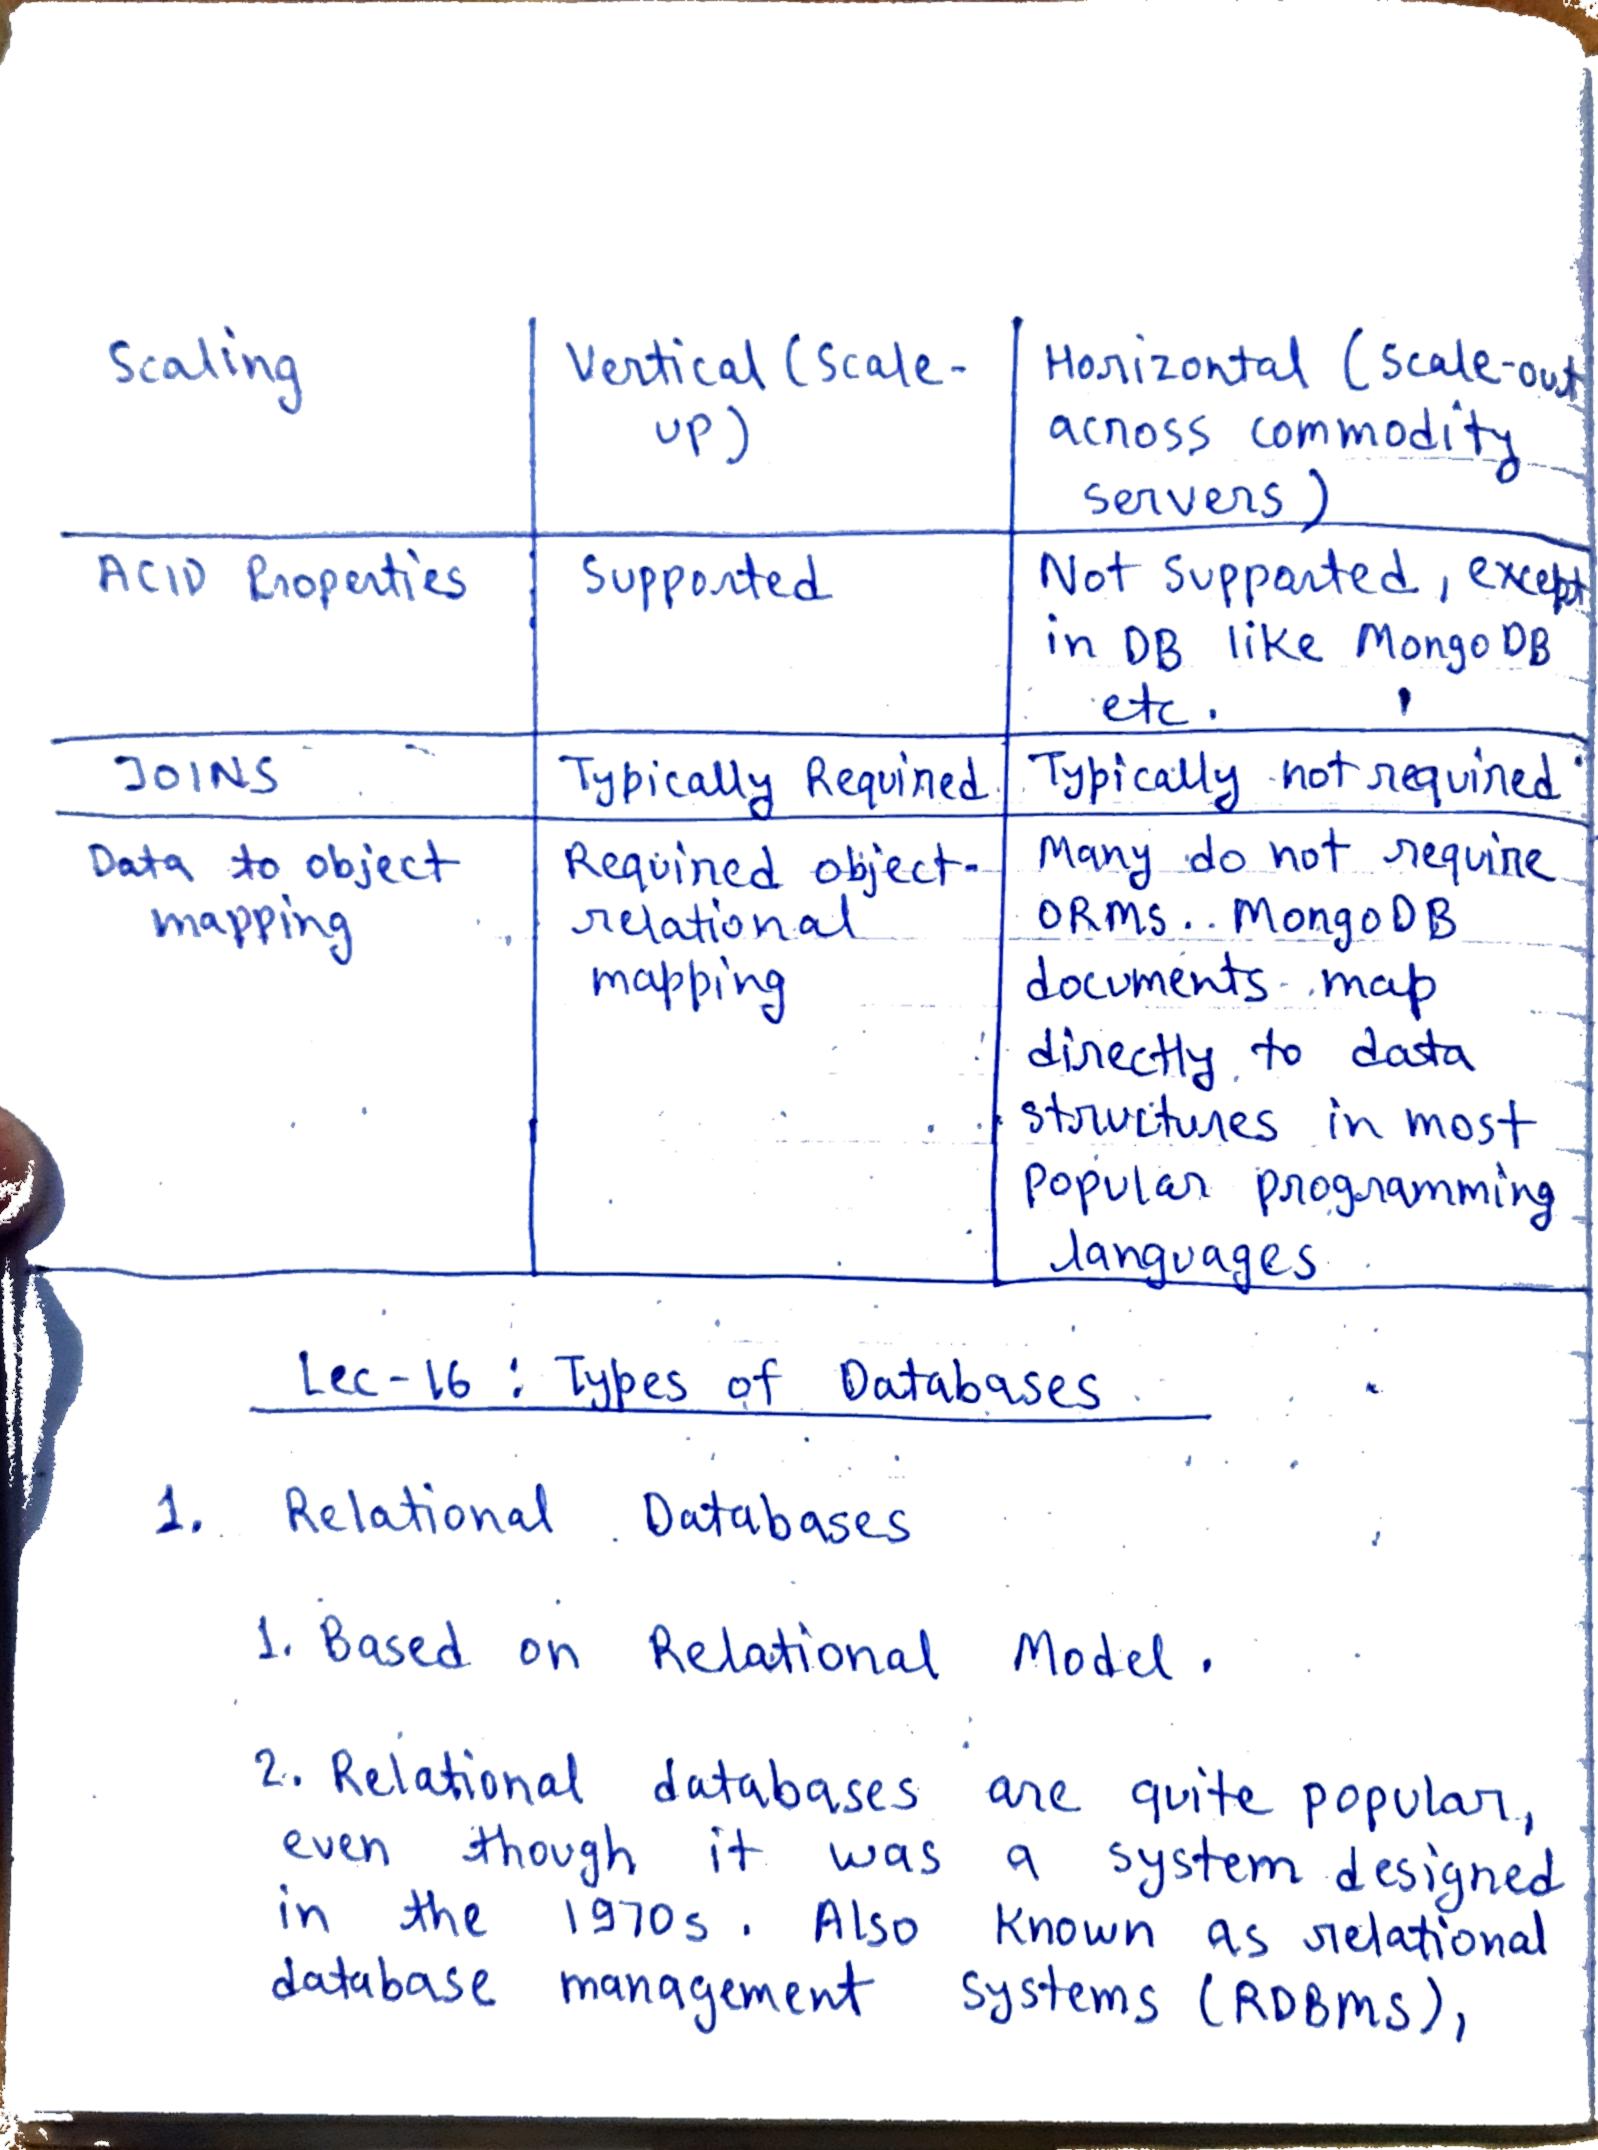 Scaling
Vertical (Scale-
up)
Horizontal (Scale-out
across commodity
servers)
ACID Properties
Supported
Not Supported, except
in DB like MongoDB
etc.
JOINS
Typically Required
Typically not required
Data to object
mapping
Required object-
relational
mapping
Many do not require
ORMs.. MongoDB
documents map
directly to data
structures in most
Popular programming
languages
Lec-16 : Types of Databases
1. Relational Databases
1. Based on Relational Model.
2. Relational databases are quite popular,
even though it was a system designed
in the 1970s. Also Known as relational
database management systems (RDBMS),